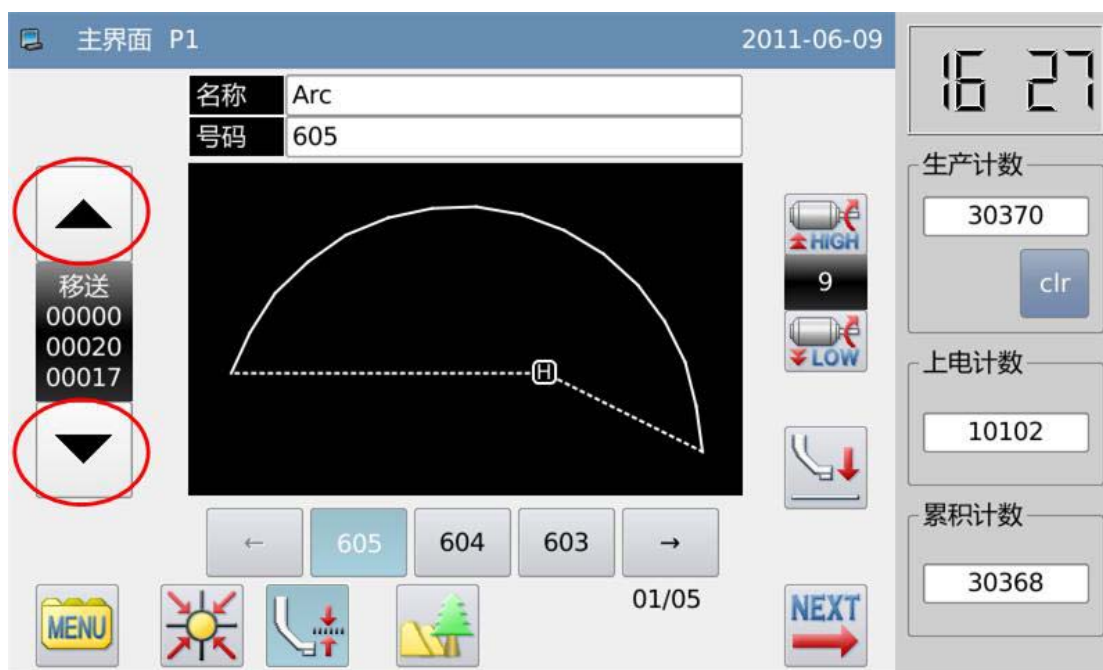 主界面 P1
2011-06-09
16 27
名称 Arc
号码 605
移送
00000
00020
00017
H
HIGH
9
LOW
生产计数
30370
clr
上电计数
10102
累积计数
30368
← 605 604 603 →
01/05
MENU
NEXT